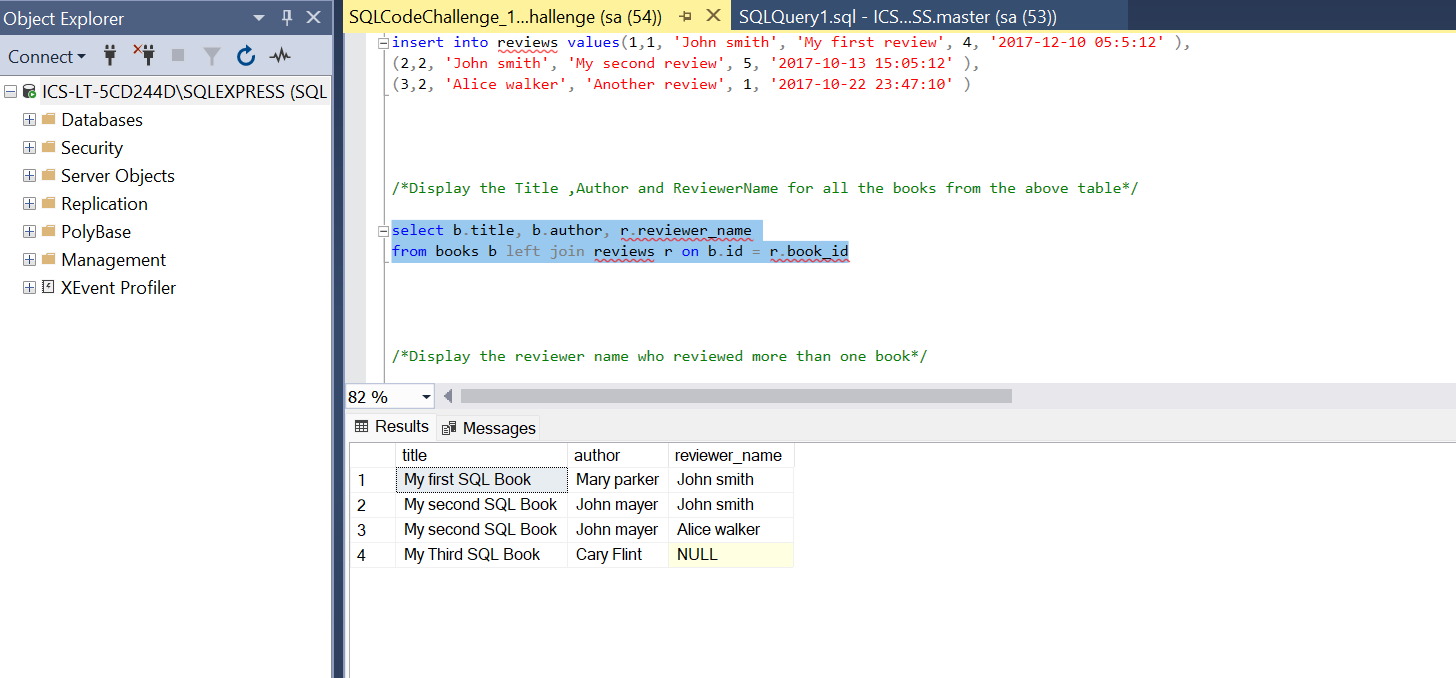 Object Explorer
Connect
ICS-LT-5CD244D\SQLEXPRESS (SQL
Databases
Security
Server Objects
Replication
PolyBase
Management
XEvent Profiler
SQLCodeChallenge_1...hallenge (sa (54)) SQLQuery1.sql - ICS...SS.master (sa (53))
insert into reviews values(1,1, 'John smith', 'My first review', 4, '2017-12-10 05:5:12' ),
(2,2, 'John smith', 'My second review', 5, '2017-10-13 15:05:12' ),
(3,2, 'Alice walker', 'Another review', 1, '2017-10-22 23:47:10' )
/*Display the Title ,Author and ReviewerName for all the books from the above table*/
select b.title, b.author, r.reviewer_name
from books b left join reviews r on b.id = r.book_id
/*Display the reviewer name who reviewed more than one book*/
82 %
Results Messages
title author reviewer_name
1 My first SQL Book Mary parker John smith
2 My second SQL Book John mayer John smith
3 My second SQL Book John mayer Alice walker
4 My Third SQL Book Cary Flint NULL